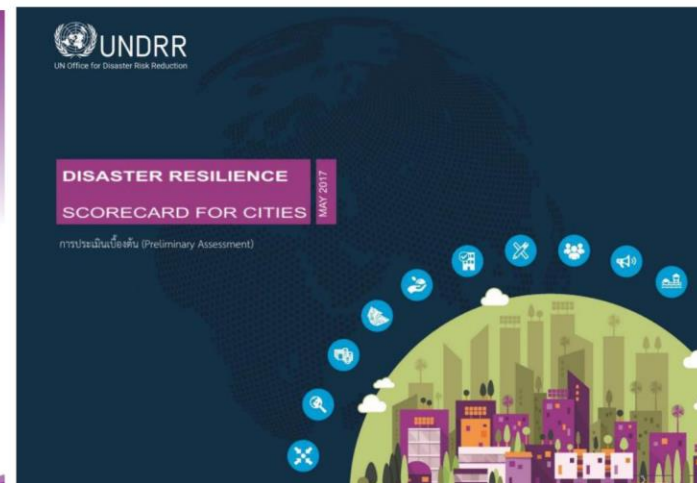 UNDRR
UN Office for Disaster Risk Reduction
DISASTER RESILIENCE
SCORECARD FOR CITIES
MAY 2017
การประเมินเบื้องต้น (Preliminary Assessment)